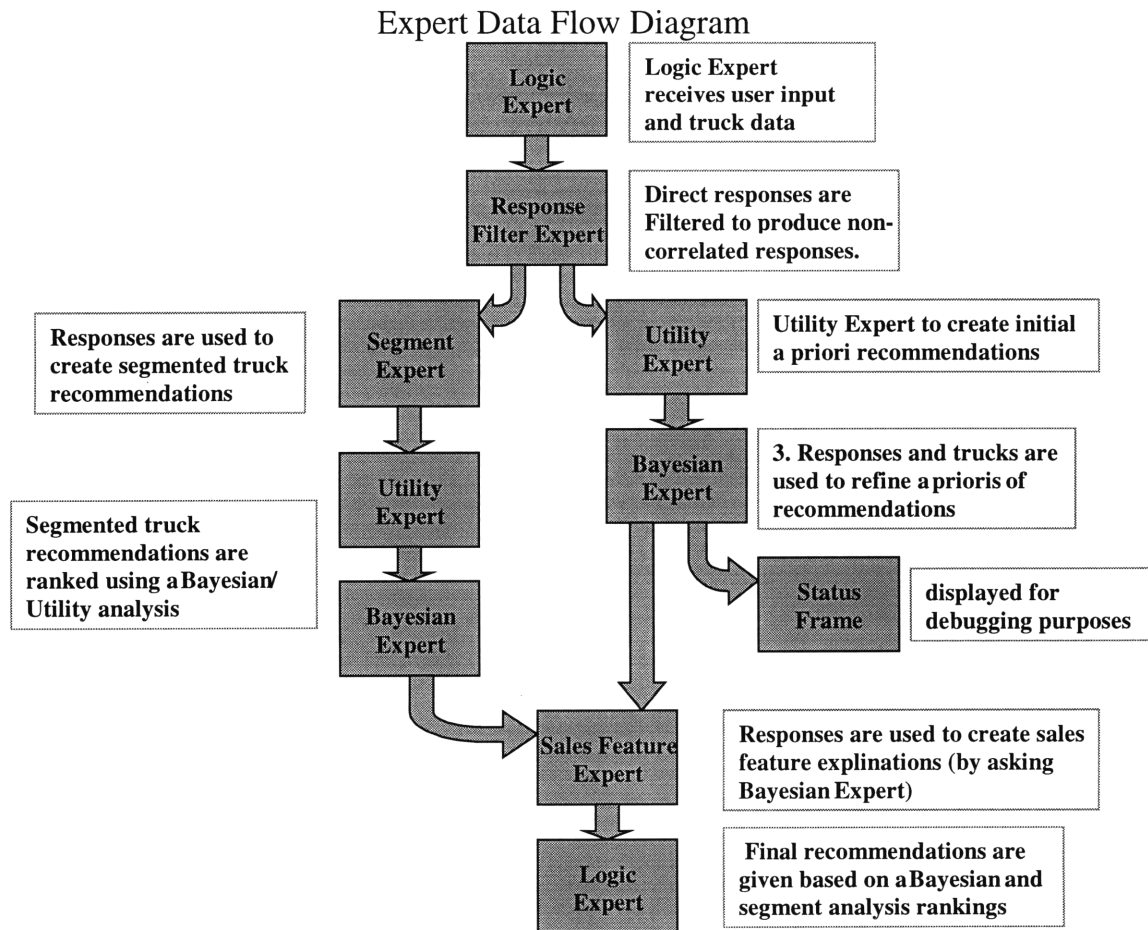 Expert Data Flow Diagram
Logic
Expert
Logic Expert
receives user input
and truck data
Response
Filter Expert
Direct responses are
Filtered to produce non-
correlated responses.
Responses are used to
create segmented truck
recommendations
Segment
Expert
Utility
Expert
Utility Expert to create initial
a priori recommendations
Bayesian
Expert
3. Responses and trucks are
used to refine a prioris of
recommendations
Segmented truck
recommendations are
ranked using a Bayesian/
Utility analysis
Utility
Expert
Bayesian
Expert
Status
Frame
displayed for
debugging purposes
Sales Feature
Expert
Responses are used to create sales
feature explinations (by asking
Bayesian Expert)
Logic
Expert
Final recommendations are
given based on a Bayesian and
segment analysis rankings